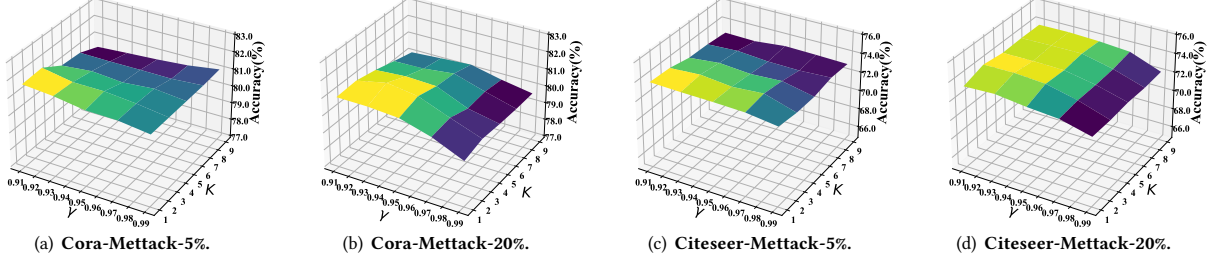 83.0
82.0
81.0
80.0
79.0
78.0
77.0
Accuracy(%)
0.91 0.92 0.93 0.94 0.95 0.96 0.97 0.98 0.99
γ
1 2 3 4 5 6 7 8 9
K
(a) Cora-Mettack-5%.
83.0
82.0
81.0
80.0
79.0
78.0
77.0
Accuracy(%)
0.91 0.92 0.93 0.94 0.95 0.96 0.97 0.98 0.99
γ
1 2 3 4 5 6 7 8 9
K
(b) Cora-Mettack-20%.
76.0
74.0
72.0
70.0
68.0
66.0
Accuracy(%)
0.91 0.92 0.93 0.94 0.95 0.96 0.97 0.98 0.99
γ
1 2 3 4 5 6 7 8 9
K
(c) Citeseer-Mettack-5%.
76.0
74.0
72.0
70.0
68.0
66.0
Accuracy(%)
0.91 0.92 0.93 0.94 0.95 0.96 0.97 0.98 0.99
γ
1 2 3 4 5 6 7 8 9
K
(d) Citeseer-Mettack-20%.